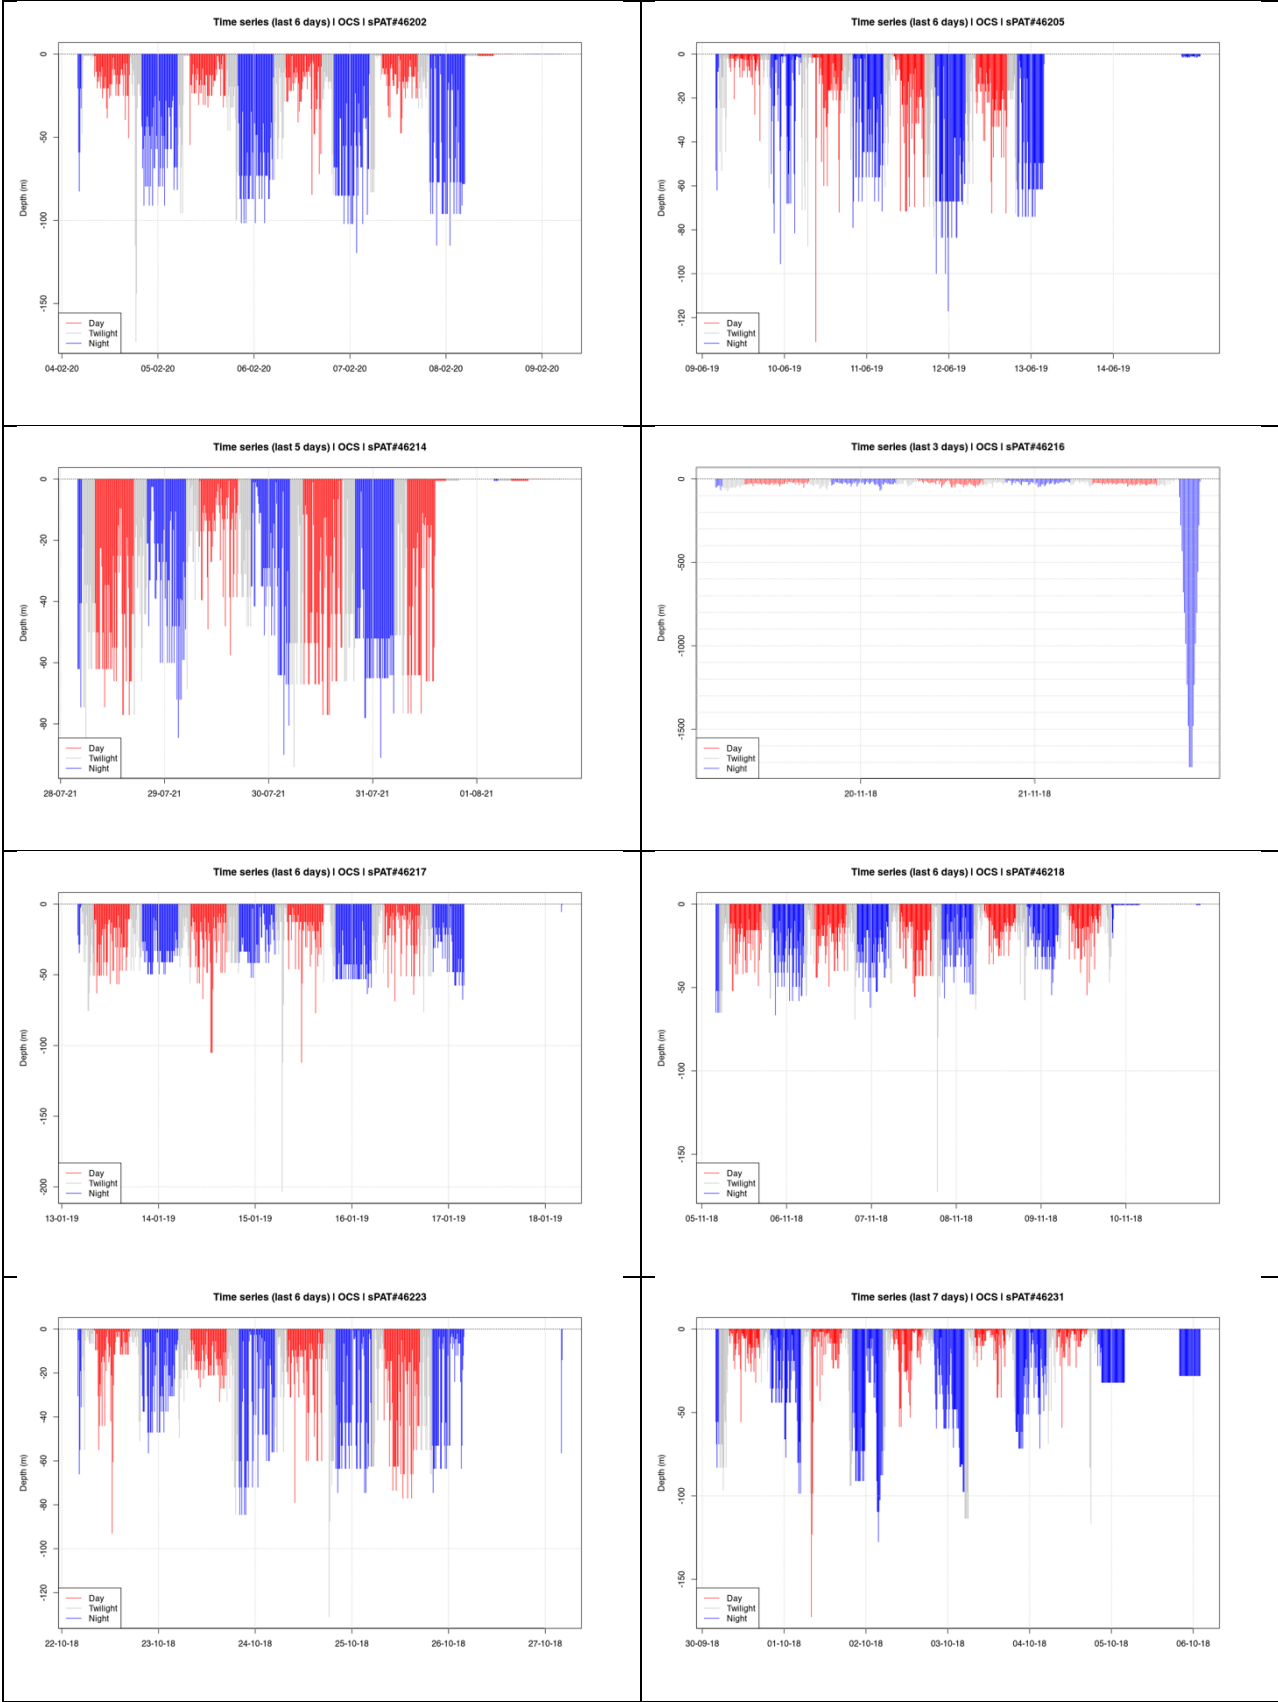 Time series (last 6 days) | OCS | sPAT#46202
Depth (m)
0
-50
-100
-150
Day
Twilight
Night
04-02-20 05-02-20 06-02-20 07-02-20 08-02-20 09-02-20
Time series (last 6 days) | OCS | sPAT#46205
Depth (m)
0
-20
-40
-60
-80
-100
-120
Day
Twilight
Night
09-06-19 10-06-19 11-06-19 12-06-19 13-06-19 14-06-19
Time series (last 5 days) | OCS | sPAT#46214
Depth (m)
0
-20
-40
-60
-80
Day
Twilight
Night
28-07-21 29-07-21 30-07-21 31-07-21 01-08-21
Time series (last 3 days) | OCS | sPAT#46216
Depth (m)
0
-500
-1000
-1500
Day
Twilight
Night
20-11-18 21-11-18
Time series (last 6 days) | OCS | sPAT#46217
Depth (m)
0
-50
-100
-150
-200
Day
Twilight
Night
13-01-19 14-01-19 15-01-19 16-01-19 17-01-19 18-01-19
Time series (last 6 days) | OCS | sPAT#46218
Depth (m)
0
-50
-100
-150
Day
Twilight
Night
05-11-18 06-11-18 07-11-18 08-11-18 09-11-18 10-11-18
Time series (last 6 days) | OCS | sPAT#46223
Depth (m)
0
-20
-40
-60
-80
-100
-120
Day
Twilight
Night
22-10-18 23-10-18 24-10-18 25-10-18 26-10-18 27-10-18
Time series (last 7 days) | OCS | sPAT#46231
Depth (m)
0
-50
-100
-150
Day
Twilight
Night
30-09-18 01-10-18 02-10-18 03-10-18 04-10-18 05-10-18 06-10-18